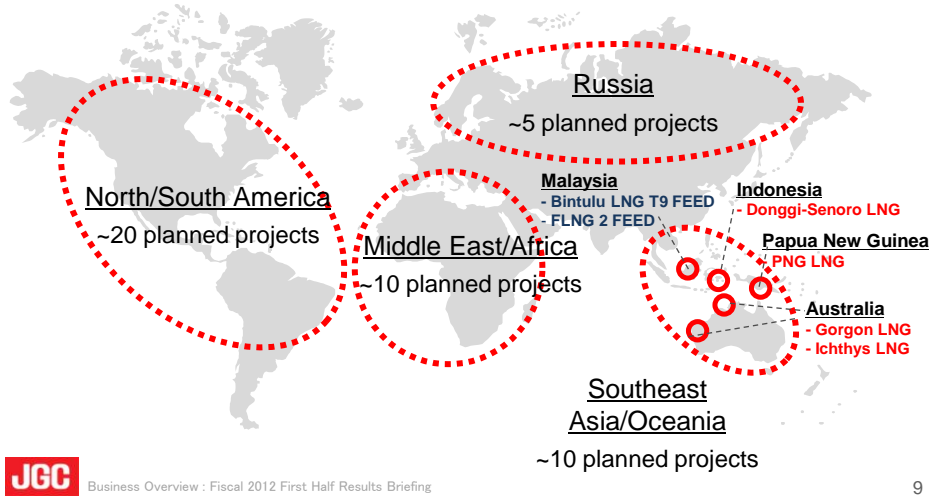 Russia
~5 planned projects
North/South America
~20 planned projects
Middle East/Aftica
~10 planned projects
Malaysia
- Bintulu LNG T9 FEED
- FLNG 2 FEED
Indonesia
- Donggi-Senoro LNG
Papua New Guinea
- PNG LNG
Australia
- Gorgon LNG
- Ichthys LNG
Southeast
Asia/Oceania
~10 planned projects
JGC
Business Overview : Fiscal 2012 First Half Results Briefing
9